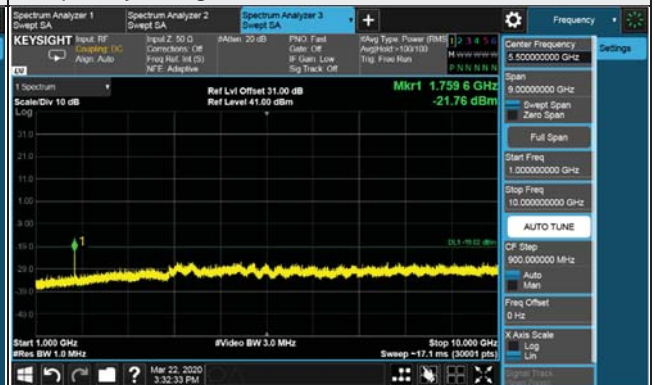 Spectrum Analyzer 1
Swept SA
Spectrum Analyzer 2
Swept SA
Spectrum Analyzer 3
Swept SA
+
Frequency
KEYSIGHT
Input: RF
Coupling: DC
Align: Auto
Input Z: 50 Ω
Corrections: Off
Freq Ref: Int (S)
NFE: Adaptive
#Atten: 20 dB
PNO: Fast
Gate: Off
IF Gain: Low
Sig Track: Off
#Avg Type: Power (RMS)
Avg|Hold:>100/100
Trig: Free Run
1 2 3 4 5 6
M W W W W W
P N N N N N
LXI
1 Spectrum
Scale/Div 10 dB
Log
Ref Lvl Offset 31.00 dB
Ref Level 41.00 dBm
Mkr1 1.759 6 GHz
-21.76 dBm
31.0
21.0
11.0
1.00
-9.00
-19.0
-29.0
-39.0
-49.0
1
Start 1.000 GHz
#Res BW 1.0 MHz
#Video BW 3.0 MHz
Stop 10.000 GHz
Sweep ~17.1 ms (30001 pts)
Mar 22, 2020
3:32:33 PM
Center Frequency
5.500000000 GHz
Settings
Span
9.00000000 GHz
Swept Span
Zero Span
Full Span
Start Freq
1.000000000 GHz
Stop Freq
10.000000000 GHz
AUTO TUNE
CF Step
900.000000 MHz
Auto
Man
Freq Offset
0 Hz
X Axis Scale
Log
Lin
Signal Track